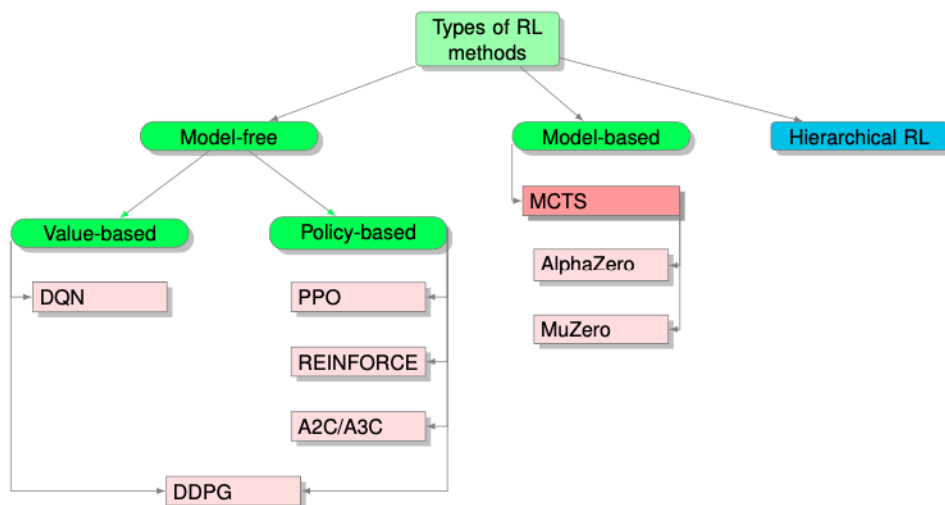 Types of RL
methods
Model-free
Model-based
Hierarchical RL
MCTS
Value-based
Policy-based
AlphaZero
DQN
PPO
MuZero
REINFORCE
A2C/A3C
DDPG